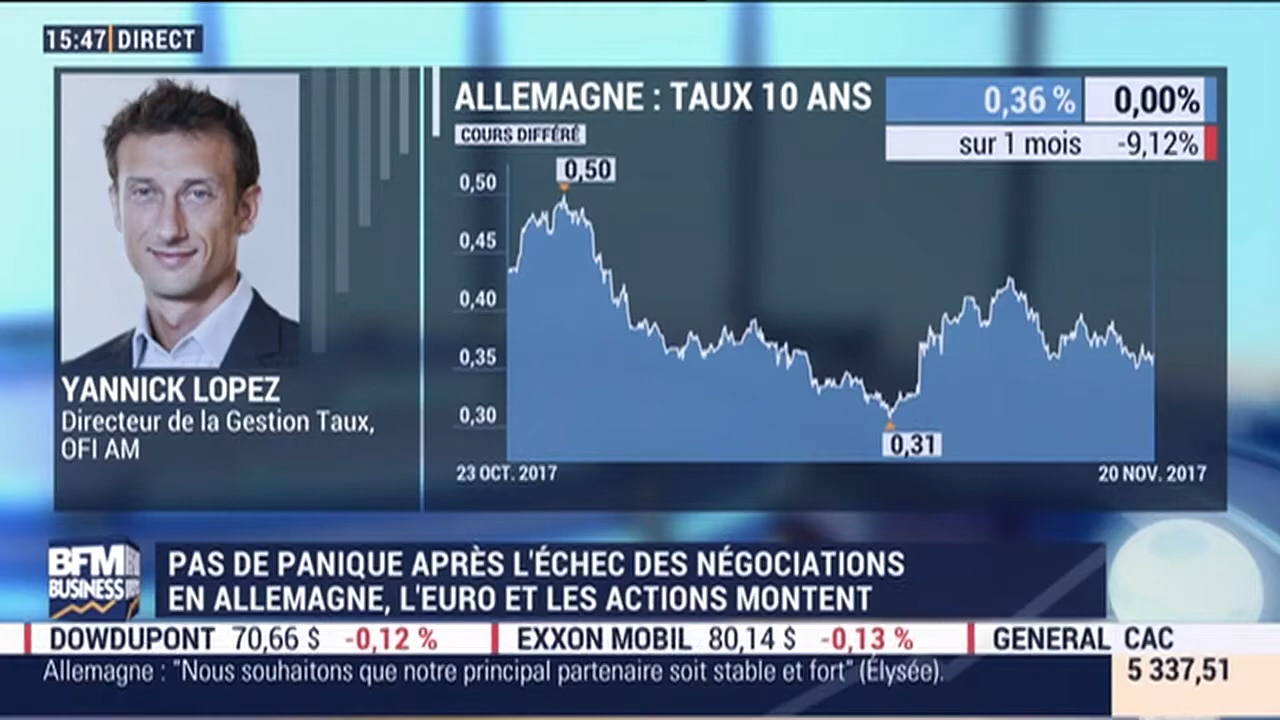 15:47 DIRECT
ALLEMAGNE : TAUX 10 ANS
0,36 % 0,00%
COURS DIFFÉRÉ
sur 1 mois -9,12%
0,50
0,50
0,45
0,40
0,35
0,30
0,31
23 OCT. 2017
20 NOV. 2017
YANNICK LOPEZ
Directeur de la Gestion Taux,
OFI AM
BFM
BUSINESS
PAS DE PANIQUE APRÈS L'ÉCHEC DES NÉGOCIATIONS
EN ALLEMAGNE, L'EURO ET LES ACTIONS MONTENT
DOWDUPONT 70,66 $ -0,12 % EXXON MOBIL 80,14 $ -0,13 % GENERAL
CAC
5 337,51
Allemagne : "Nous souhaitons que notre principal partenaire soit stable et fort" (Élysée).